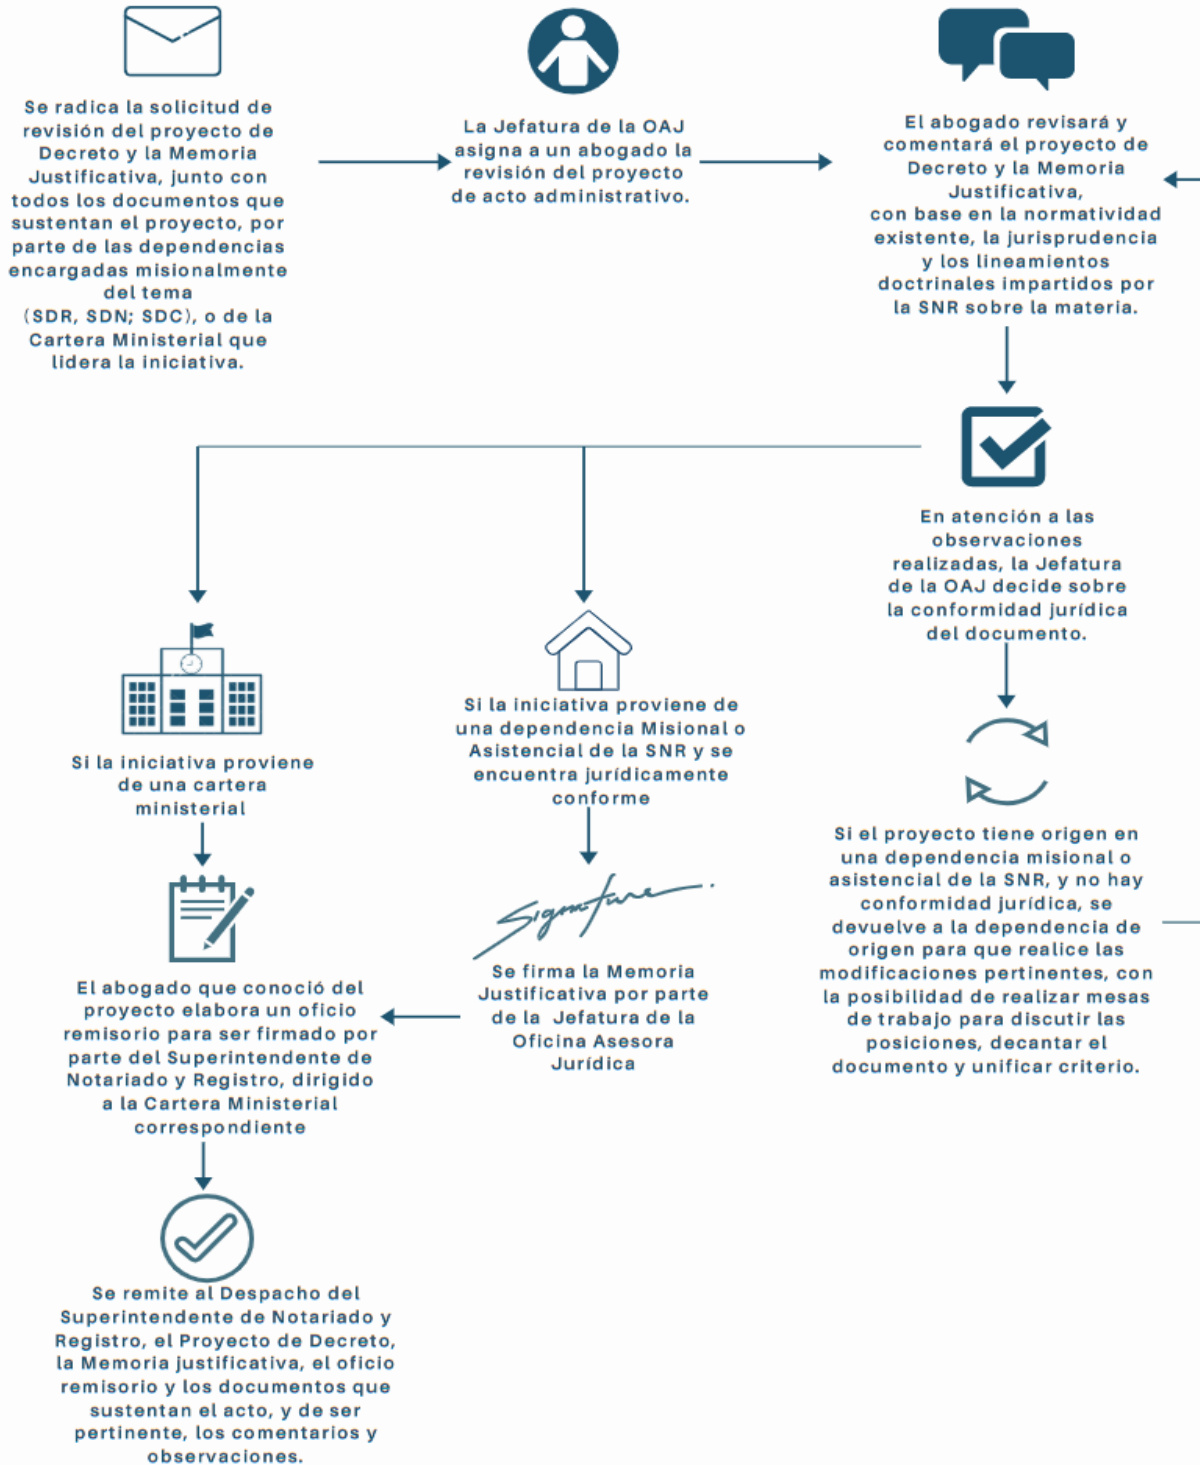 Se radica la solicitud de
revisión del proyecto de
Decreto y la Memoria
Justificativa, junto con
todos los documentos que
sustentan el proyecto, por
parte de las dependencias
encargadas misionalmente
del tema
(SDR, SDN; SDC), o de la
Cartera Ministerial que
lidera la iniciativa.
La Jefatura de la OAJ
asigna a un abogado la
revisión del proyecto
de acto administrativo.
El abogado revisará y
comentará el proyecto de
Decreto y la Memoria
Justificativa,
con base en la normatividad
existente, la jurisprudencia
y los lineamientos
doctrinales impartidos por
la SNR sobre la materia.
En atención a las
observaciones
realizadas, la Jefatura
de la OAJ decide sobre
la conformidad jurídica
del documento.
Si la iniciativa proviene
de una cartera
ministerial
Si la iniciativa proviene de
una dependencia Misional o
Asistencial de la SNR y se
encuentra jurídicamente
conforme
Si el proyecto tiene origen en
una dependencia misional o
asistencial de la SNR, y no hay
conformidad jurídica, se
devuelve a la dependencia de
origen para que realice las
modificaciones pertinentes, con
la posibilidad de realizar mesas
de trabajo para discutir las
posiciones, decantar el
documento y unificar criterio.
Signature
Se firma la Memoria
Justificativa por parte
de la Jefatura de la
Oficina Asesora
Jurídica
El abogado que conoció del
proyecto elabora un oficio
remisorio para ser firmado por
parte del Superintendente de
Notariado y Registro, dirigido
a la Cartera Ministerial
correspondiente
Se remite al Despacho del
Superintendente de Notariado y
Registro, el Proyecto de Decreto,
la Memoria justificativa, el oficio
remisorio y los documentos que
sustentan el acto, y de ser
pertinente, los comentarios y
observaciones.